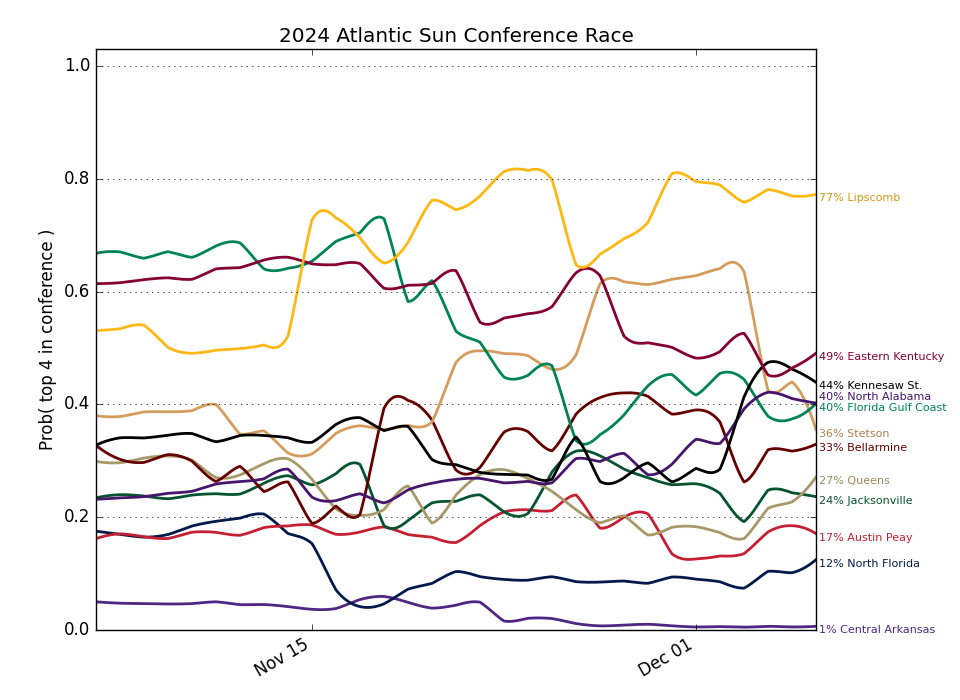 2024 Atlantic Sun Conference Race
Prob( top 4 in conference )
1.0
0.8
0.6
0.4
0.2
0.0
Nov 15
Dec 01
77% Lipscomb
49% Eastern Kentucky
44% Kennesaw St.
40% North Alabama
40% Florida Gulf Coast
36% Stetson
33% Bellarmine
27% Queens
24% Jacksonville
17% Austin Peay
12% North Florida
1% Central Arkansas